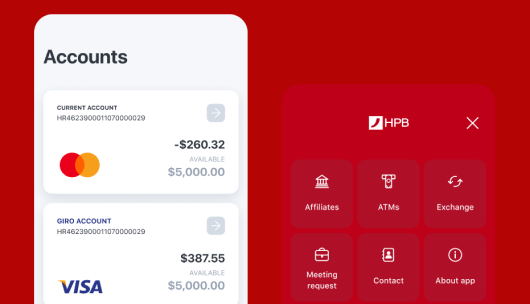 Accounts
CURRENT ACCOUNT
HR4623900011070000029
-$260.32
AVAILABLE
$5,000.00
GIRO ACCOUNT
HR4623900011070000029
$387.55
AVAILABLE
$5,000.00
VISA
HPB
Affiliates
ATMs
Exchange
Meeting
request
Contact
About app